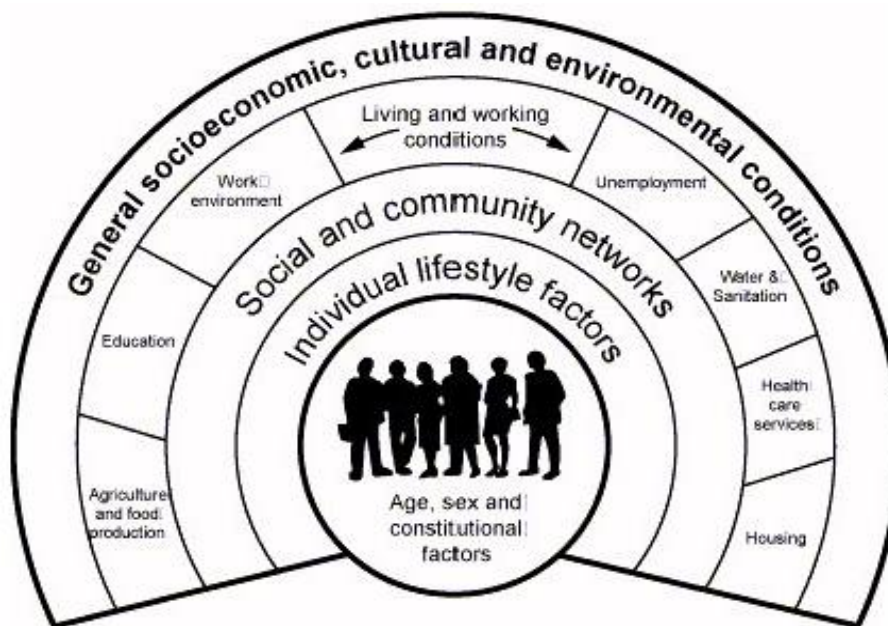 General socioeconomic, cultural and environmental conditions
Living and working
conditions
Work
environment
Unemployment
Education
Water &
Sanitation
Agriculture
and food
production
Health
care
services
Housing
Social and community networks
Individual lifestyle factors
Age, sex and
constitutional
factors